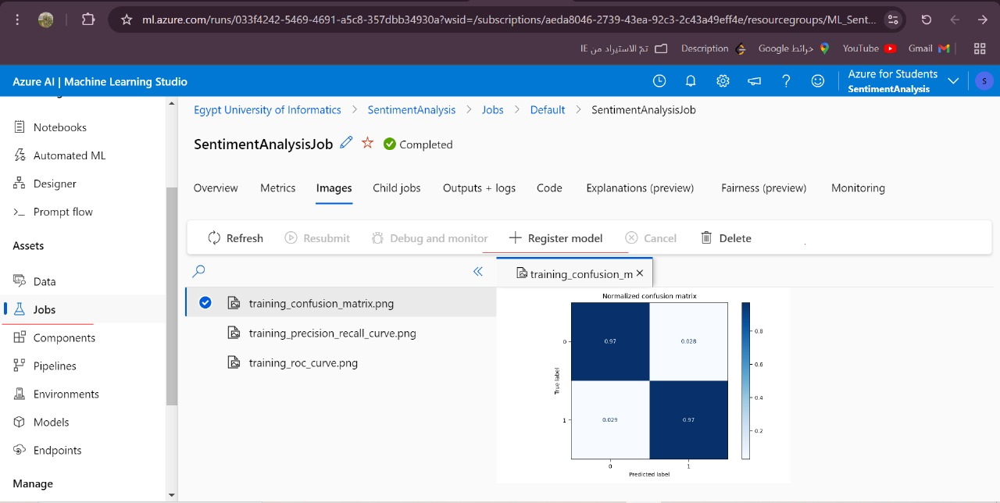 ml.azure.com/runs/033f4242-5469-4691-a5c8-357dbb34930a?wsid=/subscriptions/aeda8046-2739-43ea-92c3-2c43a49eff4e/resourcegroups/ML_Sent...
تم الاستيراد من IE
Description
خرائط Google
YouTube
Gmail
Azure AI | Machine Learning Studio
?
Azure for Students
SentimentAnalysis
S
Notebooks
Automated ML
Designer
Prompt flow
Assets
Data
Jobs
Components
Pipelines
Environments
Models
Endpoints
Manage
Egypt University of Informatics > SentimentAnalysis > Jobs > Default > SentimentAnalysisJob
SentimentAnalysisJob
Completed
Overview Metrics Images Child jobs Outputs + logs Code Explanations (preview) Fairness (preview) Monitoring
Refresh Resubmit Debug and monitor Register model Cancel Delete
training_confusion_matrix.png
training_precision_recall_curve.png
training_roc_curve.png
training_confusion_m
Normalized confusion matrix
True label
0
1
0.97 0.028
0.029 0.97
0 1
Predicted label
0.8
0.6
0.4
0.2